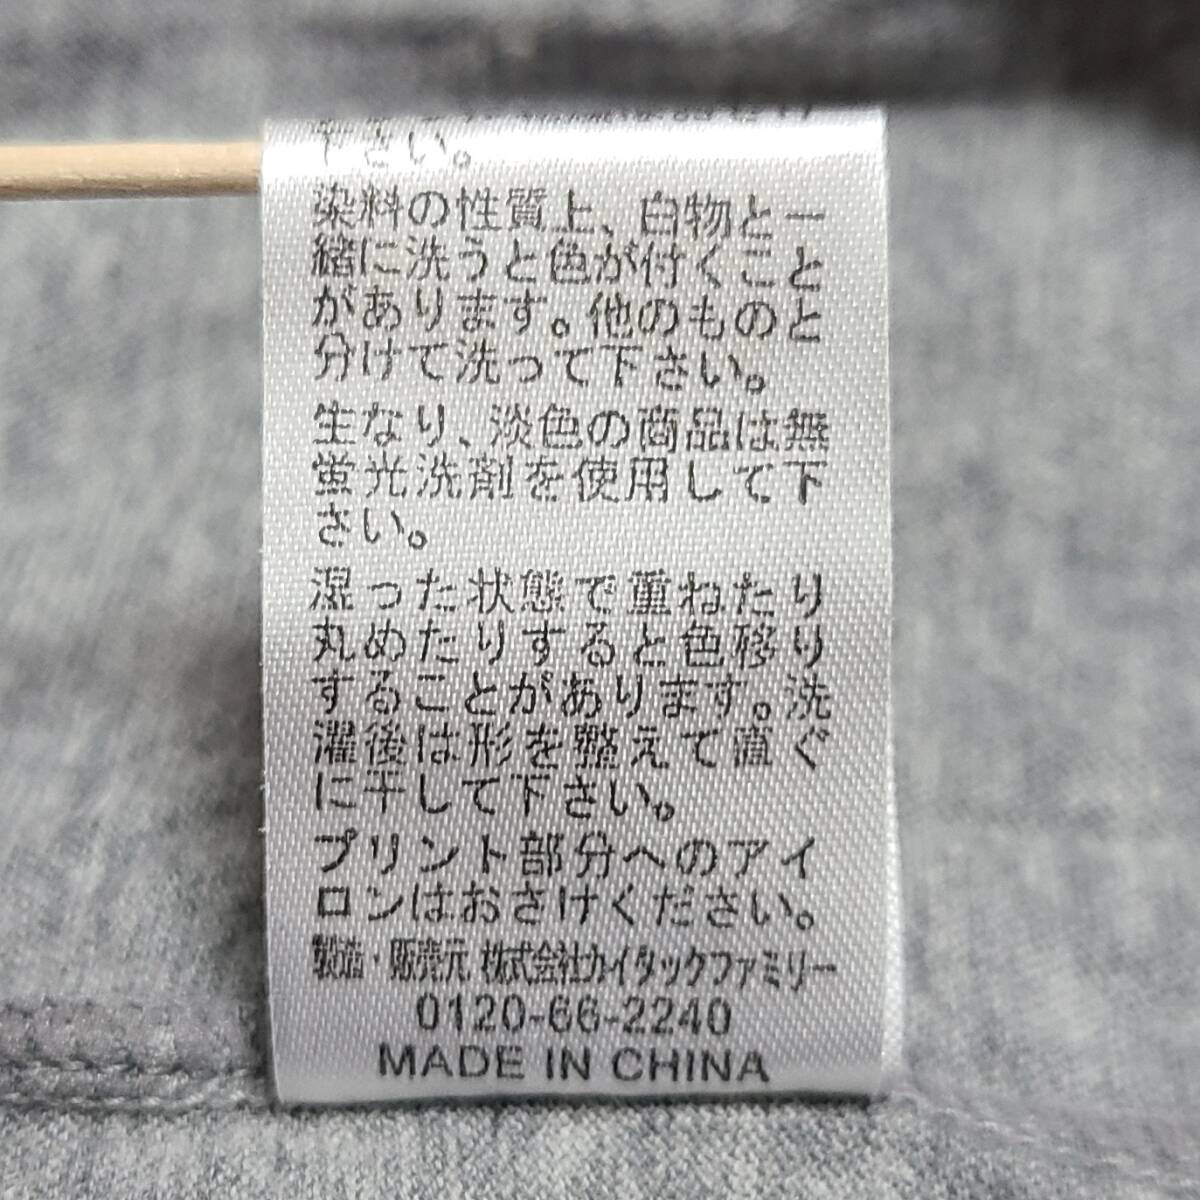 下さい。
染料の性質上、白物と一
緒に洗うと色が付くこと
があります。他のものと
分けて洗って下さい。
生なり、淡色の商品は無
蛍光洗剤を使用して下
さい。
湿った状態で重ねたり
丸めたりすると色移り
することがあります。洗
濯後は形を整えて直ぐ
に干して下さい。
プリント部分へのアイ
ロンはおさけください。
製造・販売元 株式会社カイタックファミリー
0120-66-2240
MADE IN CHINA